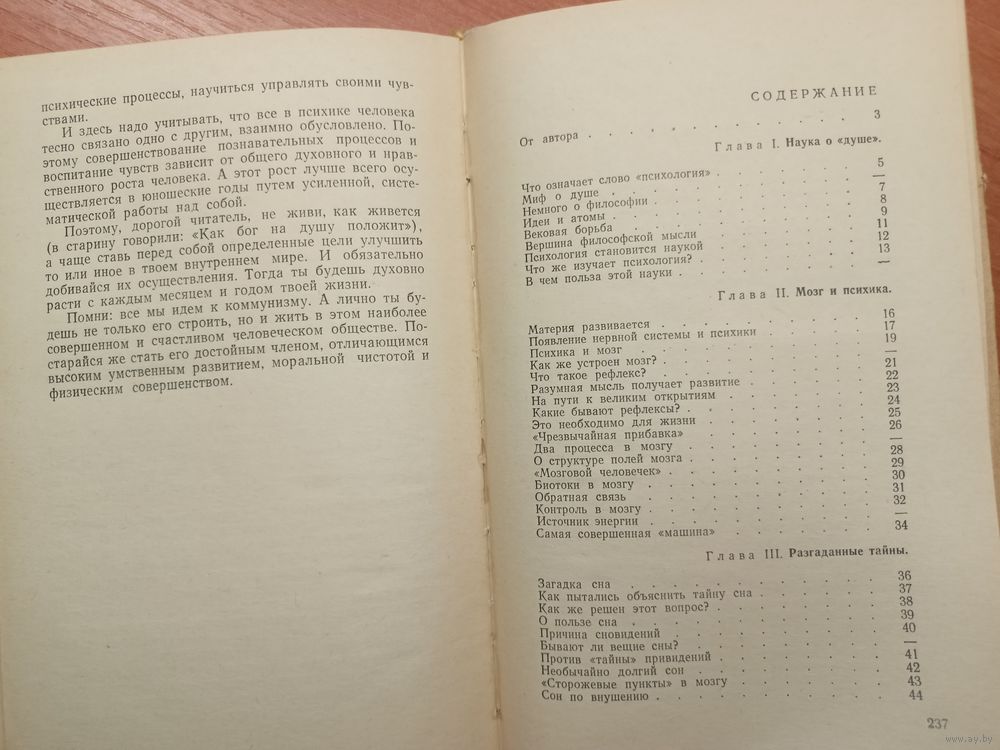 психические процессы, научиться управлять своими чув-
ствами.
И здесь надо учитывать, что все в психике человека
тесно связано одно с другим, взаимно обусловлено. По-
этому совершенствование познавательных процессов и
воспитание чувств зависит от общего духовного и нрав-
ственного роста человека. А этот рост лучше всего осу-
ществляется в юношеские годы путем усиленной, систе-
матической работы над собой.
Поэтому, дорогой читатель, не живи, как живется
(в старину говорили: «Как бог на душу положит»),
а чаще ставь перед собой определенные цели улучшить
то или иное в твоем внутреннем мире. И обязательно
добивайся их осуществления. Тогда ты будешь духовно
расти с каждым месяцем и годом твоей жизни.
Помни: все мы идем к коммунизму. А лично ты бу-
дешь не только его строить, но и жить в этом наиболее
совершенном и счастливом человеческом обществе. По-
старайся же стать его достойным членом, отличающимся
высоким умственным развитием, моральной чистотой и
физическим совершенством.
СОДЕРЖАНИЕ
От автора . . . . . . . . . . . 3
Глава I. Наука о «душе».
Что означает слово «психология» . . . . . . . 5
Миф о душе . . . . . . . . . . —
Немного о философии . . . . . . . . . 7
Идеи и атомы . . . . . . . . . . 8
Вековая борьба . . . . . . . . . . 9
Вершина философской мысли . . . . . . . 11
Психология становится наукой . . . . . . . 12
Что же изучает психология? . . . . . . . . 13
В чем польза этой науки . . . . . . . . —
Глава II. Мозг и психика.
Материя развивается . . . . . . . . . 16
Появление нервной системы и психики . . . . . 17
Психика и мозг . . . . . . . . . . 19
Как же устроен мозг? . . . . . . . . . —
Что такое рефлекс? . . . . . . . . . 21
Разумная мысль получает развитие . . . . . . 22
На пути к великим открытиям . . . . . . . 23
Какие бывают рефлексы? . . . . . . . . 24
Это необходимо для жизни . . . . . . . . 25
«Чрезвычайная прибавка» . . . . . . . . 26
Два процесса в мозгу . . . . . . . . . —
О структуре полей мозга . . . . . . . . 28
«Мозговой человечек» . . . . . . . . . 29
Биотоки в мозгу . . . . . . . . . . 30
Обратная связь . . . . . . . . . . 31
Контроль в мозгу . . . . . . . . . . 32
Источник энергии . . . . . . . . . . —
Самая совершенная «машина» . . . . . . . 34
Глава III. Разгаданные тайны.
Загадка сна . . . . . . . . . . . 36
Как пытались объяснить тайну сна . . . . . . 37
Как же решен этот вопрос? . . . . . . . . 38
О пользе сна . . . . . . . . . . . 39
Причина сновидений . . . . . . . . . 40
Бывают ли вещие сны? . . . . . . . . . —
Против «тайны» привидений . . . . . . . 41
Необычайно долгий сон . . . . . . . . . 42
«Сторожевые пункты» в мозгу . . . . . . . 43
Сон по внушению . . . . . . . . . . 44
237
www.ay.by